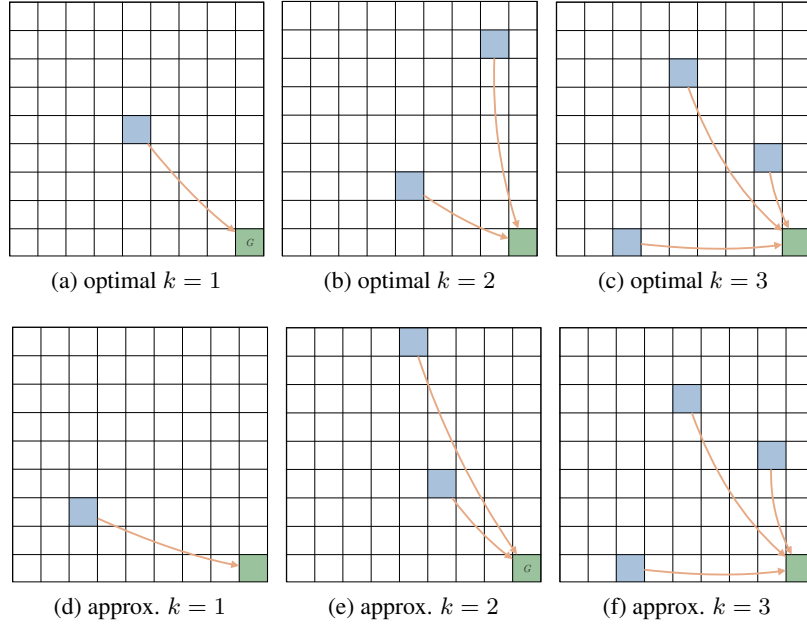 G
(a) optimal k = 1
(b) optimal k = 2
(c) optimal k = 3
G
(d) approx. k = 1
(e) approx. k = 2
(f) approx. k = 3